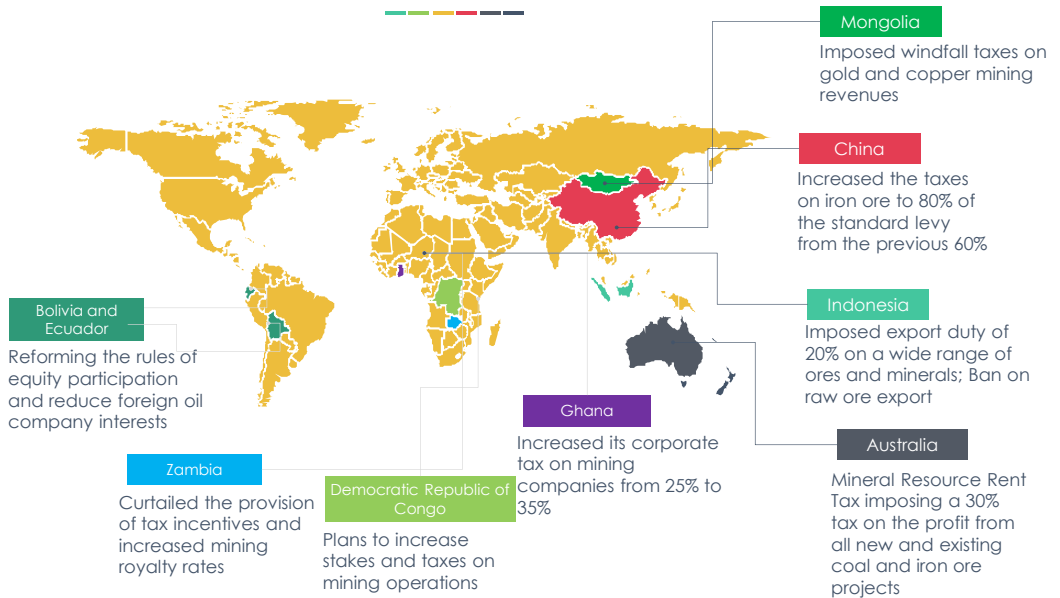 Mongolia
Imposed windfall taxes on
gold and copper mining
revenues
China
Increased the taxes
on iron ore to 80% of
the standard levy
from the previous 60%
Indonesia
Imposed export duty of
20% on a wide range of
ores and minerals; Ban on
raw ore export
Bolivia and
Ecuador
Reforming the rules of
equity participation
and reduce foreign oil
company interests
Ghana
Increased its corporate
tax on mining
companies from 25% to
35%
Australia
Mineral Resource Rent
Tax imposing a 30%
tax on the profit from
all new and existing
coal and iron ore
projects
Zambia
Curtailed the provision
of tax incentives and
increased mining
royalty rates
Democratic Republic of
Congo
Plans to increase
stakes and taxes on
mining operations